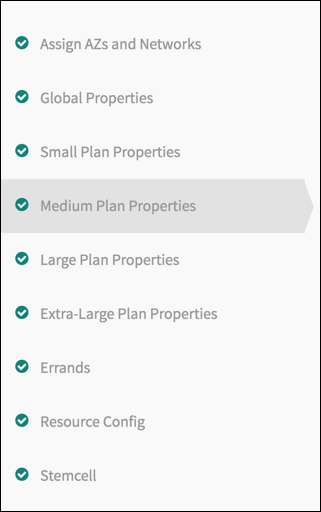 Assign AZs and Networks
Global Properties
Small Plan Properties
Medium Plan Properties
Large Plan Properties
Extra-Large Plan Properties
Errands
Resource Config
Stemcell